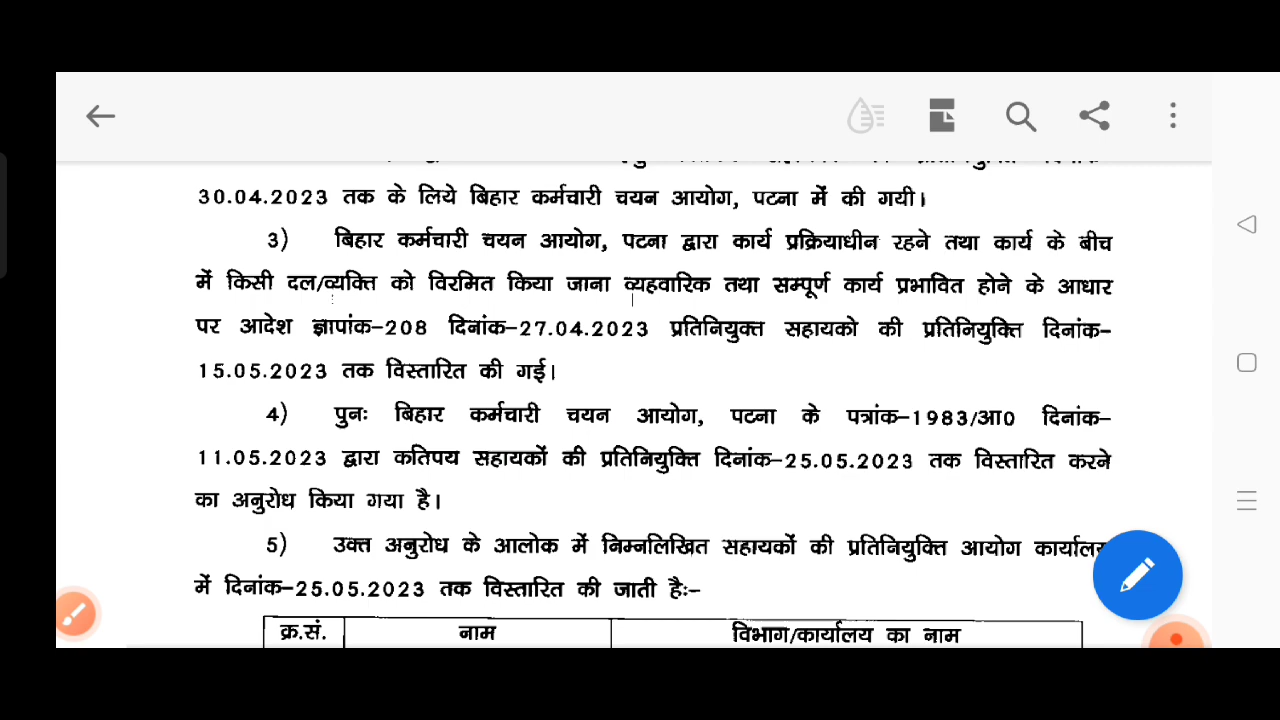 30.04.2023 तक के लिये बिहार कर्मचारी चयन आयोग, पटना में की गयी।
3) बिहार कर्मचारी चयन आयोग, पटना द्वारा कार्य प्रक्रियाधीन रहने तथा कार्य के बीच
में किसी दल/व्यक्ति को विरमित किया जाना व्यहवारिक तथा सम्पूर्ण कार्य प्रभावित होने के आधार
पर आदेश ज्ञापांक-208 दिनांक-27.04.2023 प्रतिनियुक्त सहायको की प्रतिनियुक्ति दिनांक-
15.05.2023 तक विस्तारित की गई।
4) पुनः बिहार कर्मचारी चयन आयोग, पटना के पत्रांक-1983/आ0 दिनांक-
11.05.2023 द्वारा कतिपय सहायकों की प्रतिनियुक्ति दिनांक-25.05.2023 तक विस्तारित करने
का अनुरोध किया गया है।
5) उक्त अनुरोध के आलोक में निम्नलिखित सहायकों की प्रतिनियुक्ति आयोग कार्यालय
में दिनांक-25.05.2023 तक विस्तारित की जाती हैः-
क्र.सं. नाम विभाग/कार्यालय का नाम